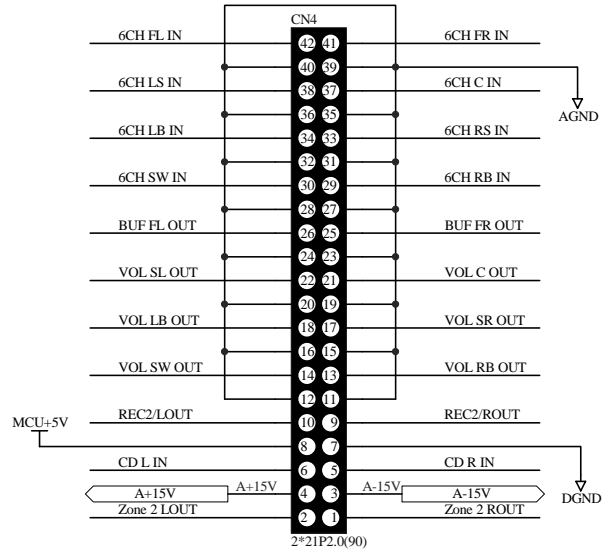 CN4
6CH FL IN 42 41 6CH FR IN
40 39
6CH LS IN 38 37 6CH C IN
36 35 AGND
6CH LB IN 34 33 6CH RS IN
32 31
6CH SW IN 30 29 6CH RB IN
28 27
BUF FL OUT 26 25 BUF FR OUT
24 23
VOL SL OUT 22 21 VOL C OUT
20 19
VOL LB OUT 18 17 VOL SR OUT
16 15
VOL SW OUT 14 13 VOL RB OUT
12 11
MCU+5V REC2/LOUT 10 9 REC2/ROUT
8 7
CD L IN 6 5 CD R IN
A+15V A+15V 4 3 A-15V A-15V DGND
Zone 2 LOUT 2 1 Zone 2 ROUT
2*21P2.0(90)